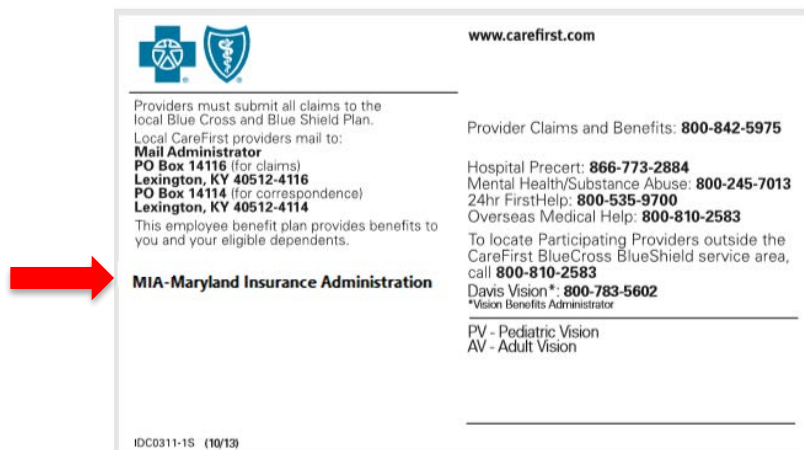 Providers must submit all claims to the
local Blue Cross and Blue Shield Plan.
Local CareFirst providers mail to:
Mail Administrator
PO Box 14116 (for claims)
Lexington, KY 40512-4116
PO Box 14114 (for correspondence)
Lexington, KY 40512-4114
This employee benefit plan provides benefits to
you and your eligible dependents.
MIA-Maryland Insurance Administration
IDC0311-1S (10/13)
www.carefirst.com
Provider Claims and Benefits: 800-842-5975
Hospital Precert: 866-773-2884
Mental Health/Substance Abuse: 800-245-7013
24hr FirstHelp: 800-535-9700
Overseas Medical Help: 800-810-2583
To locate Participating Providers outside the
CareFirst BlueCross BlueShield service area,
call 800-810-2583
Davis Vision*: 800-783-5602
*Vision Benefits Administrator
PV - Pediatric Vision
AV - Adult Vision